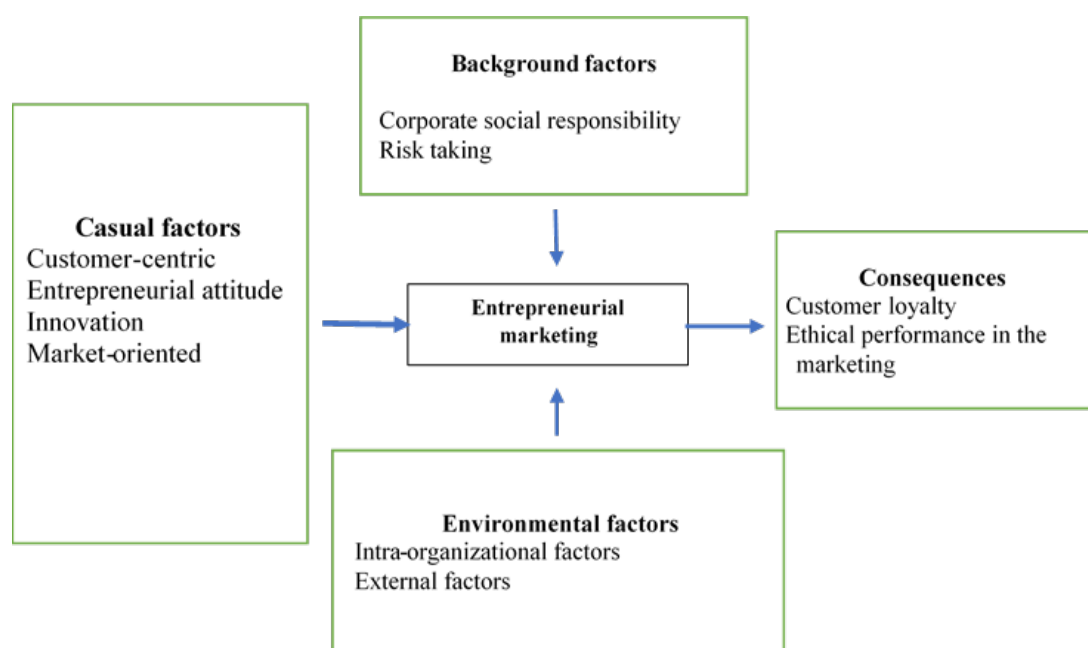 Background factors
Corporate social responsibility
Risk taking
Casual factors
Customer-centric
Entrepreneurial attitude
Innovation
Market-oriented
Entrepreneurial
marketing
Consequences
Customer loyalty
Ethical performance in the
marketing
Environmental factors
Intra-organizational factors
External factors